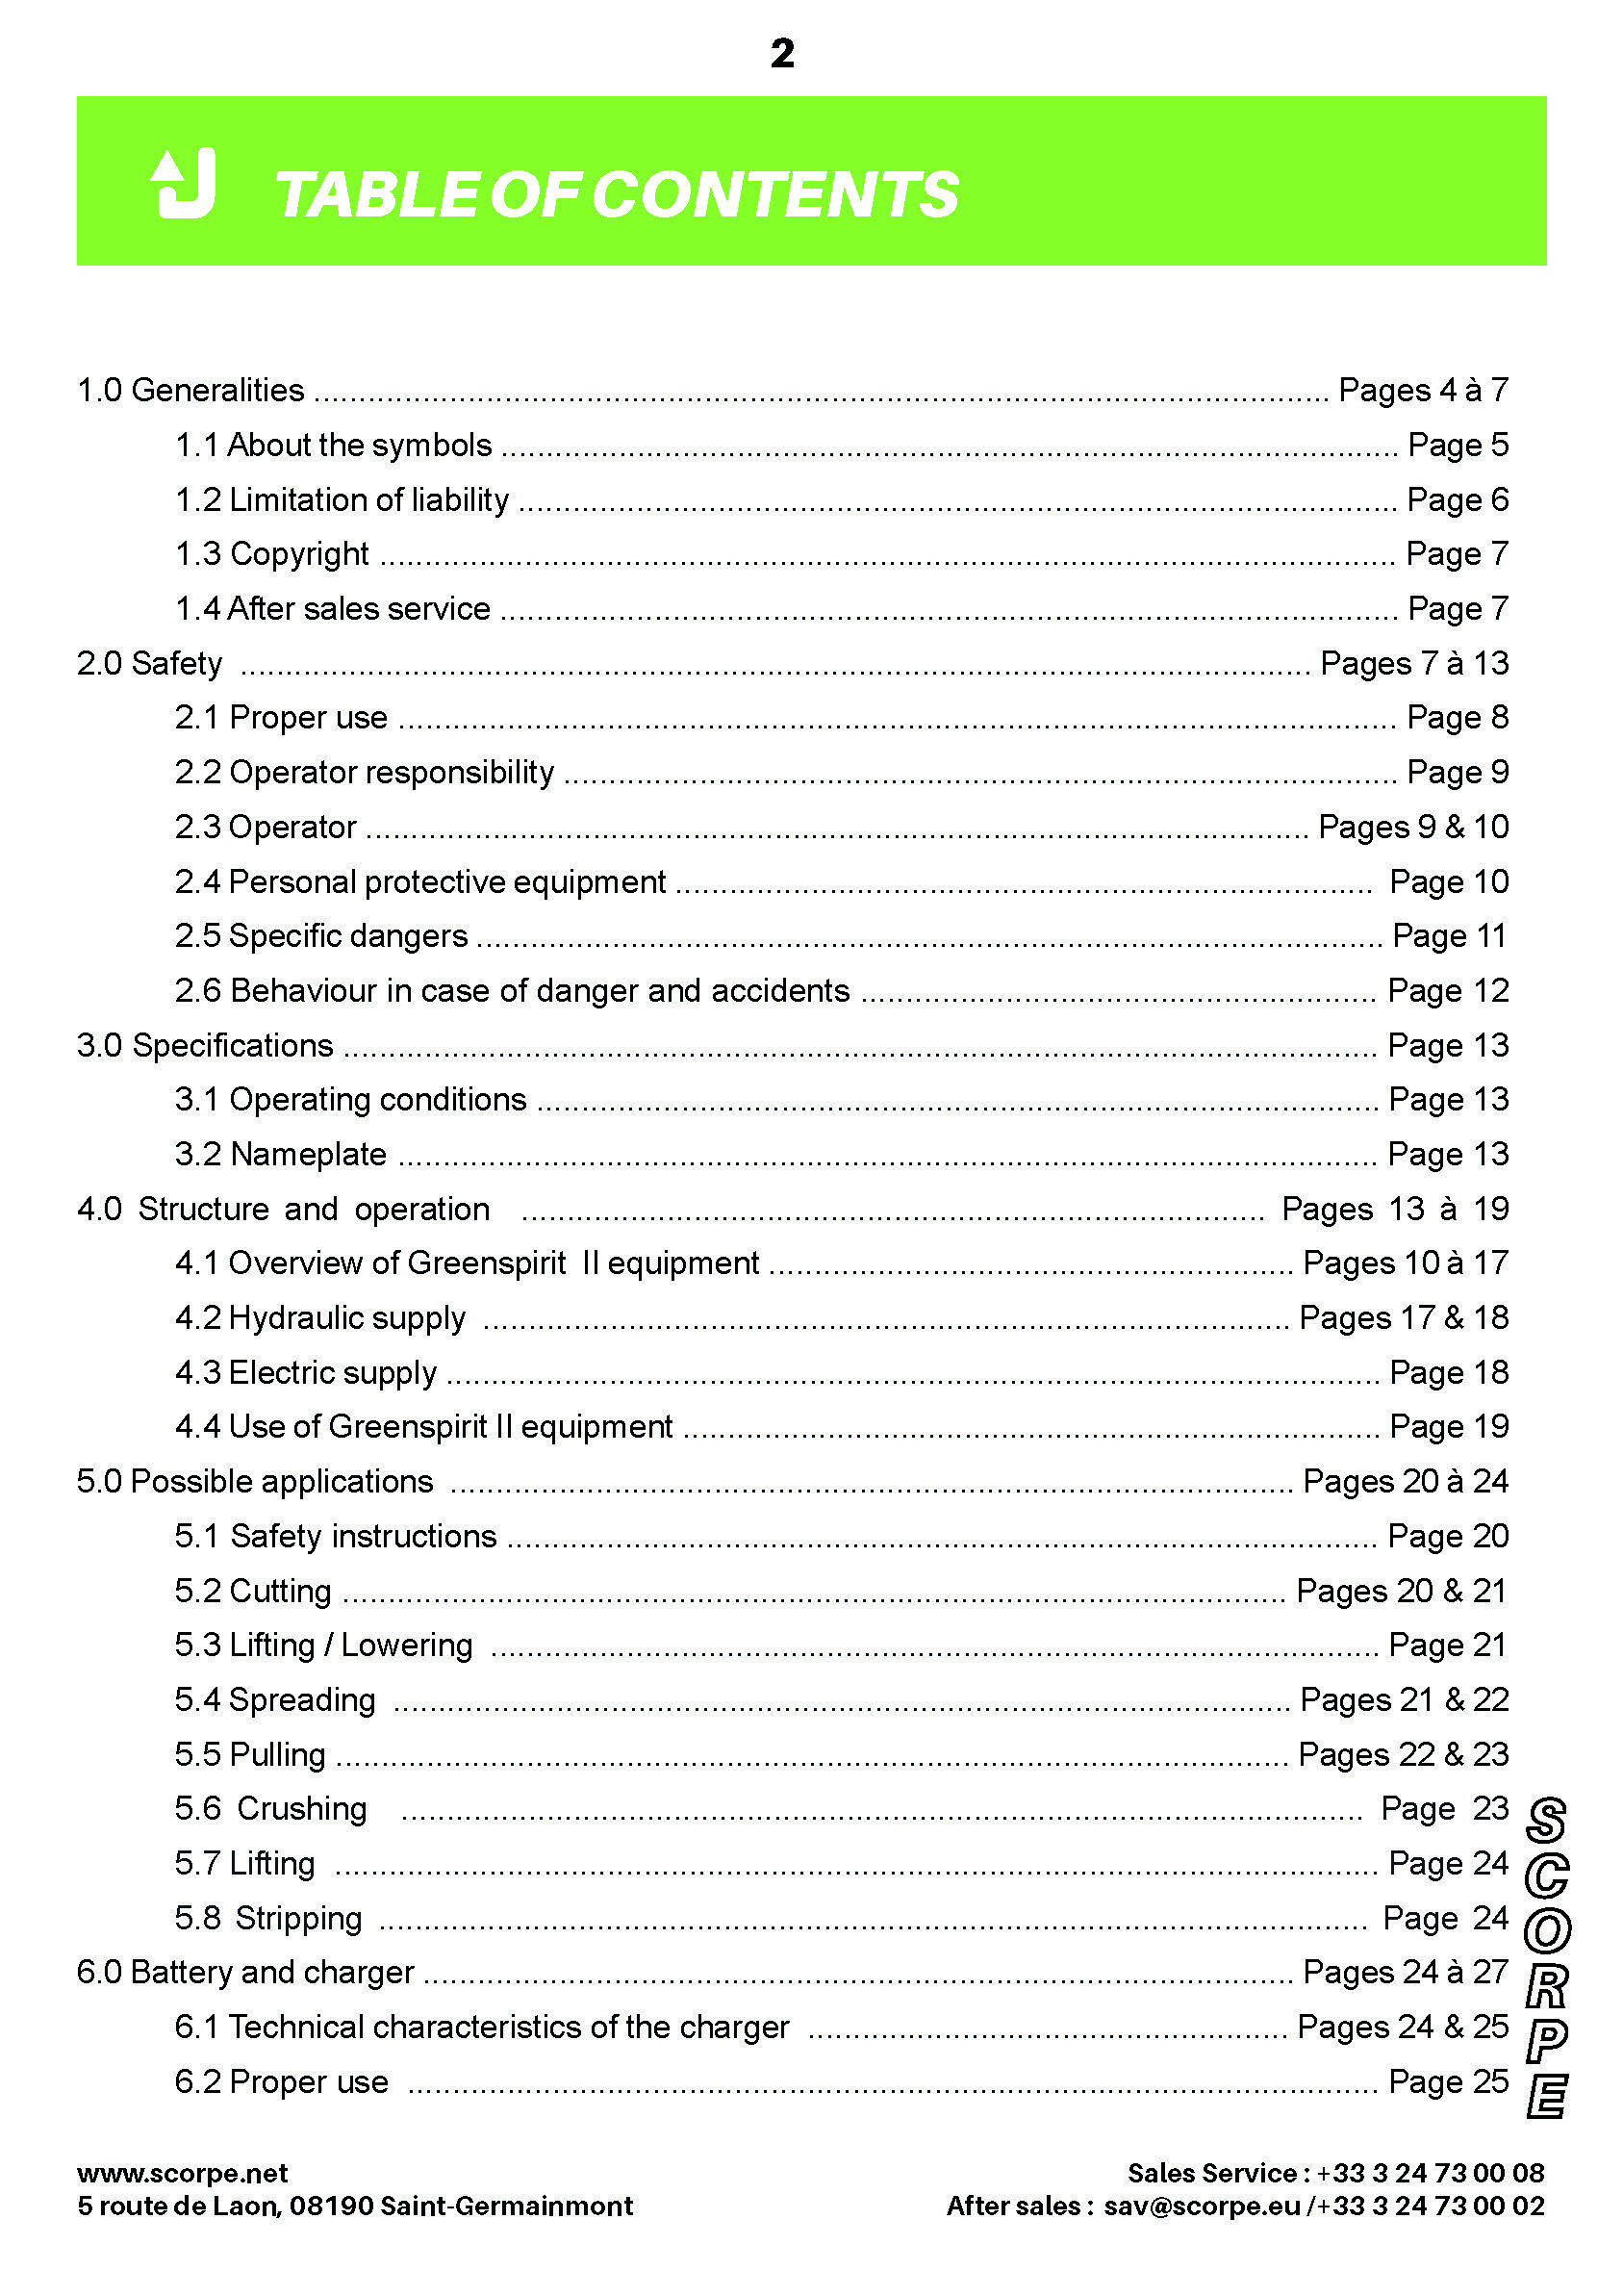 2
TABLE OF CONTENTS
1.0 Generalities ........................................................................................................ Pages 4 à 7
1.1 About the symbols ............................................................................................ Page 5
1.2 Limitation of liability .......................................................................................... Page 6
1.3 Copyright ........................................................................................................ Page 7
1.4 After sales service ............................................................................................ Page 7
2.0 Safety ............................................................................................................. Pages 7 à 13
2.1 Proper use ...................................................................................................... Page 8
2.2 Operator responsibility ..................................................................................... Page 9
2.3 Operator ................................................................................................ Pages 9 & 10
2.4 Personal protective equipment ....................................................................... Page 10
2.5 Specific dangers ............................................................................................ Page 11
2.6 Behaviour in case of danger and accidents ..................................................... Page 12
3.0 Specifications ......................................................................................................... Page 13
3.1 Operating conditions ...................................................................................... Page 13
3.2 Nameplate .................................................................................................... Page 13
4.0 Structure and operation ........................................................................... Pages 13 à 19
4.1 Overview of Greenspirit II equipment ...................................................... Pages 10 à 17
4.2 Hydraulic supply .................................................................................. Pages 17 & 18
4.3 Electric supply ............................................................................................... Page 18
4.4 Use of Greenspirit II equipment ....................................................................... Page 19
5.0 Possible applications ...................................................................................... Pages 20 à 24
5.1 Safety instructions ......................................................................................... Page 20
5.2 Cutting ................................................................................................ Pages 20 & 21
5.3 Lifting / Lowering ........................................................................................... Page 21
5.4 Spreading ........................................................................................... Pages 21 & 22
5.5 Pulling ................................................................................................. Pages 22 & 23
5.6 Crushing .................................................................................................. Page 23
5.7 Lifting .......................................................................................................... Page 24
5.8 Stripping ..................................................................................................... Page 24
6.0 Battery and charger ......................................................................................... Pages 24 à 27
6.1 Technical characteristics of the charger ................................................. Pages 24 & 25
6.2 Proper use ................................................................................................... Page 25
SCORPE
www.scorpe.net
5 route de Laon, 08190 Saint-Germainmont
Sales Service : +33 3 24 73 00 08
After sales : sav@scorpe.eu /+33 3 24 73 00 02